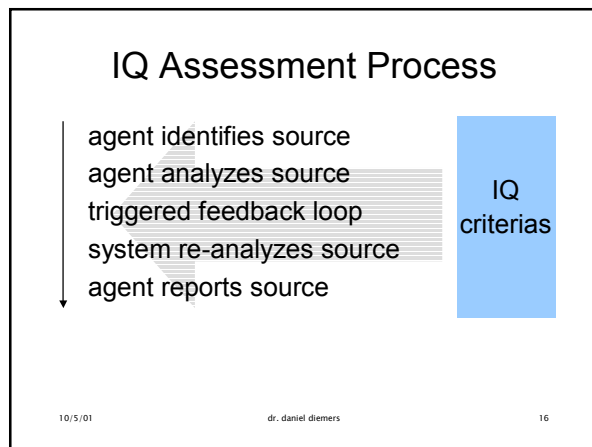 IQ Assessment Process
agent identifies source
agent analyzes source
triggered feedback loop
system re-analyzes source
agent reports source
IQ
criterias
10/5/01
dr. daniel diemers
16